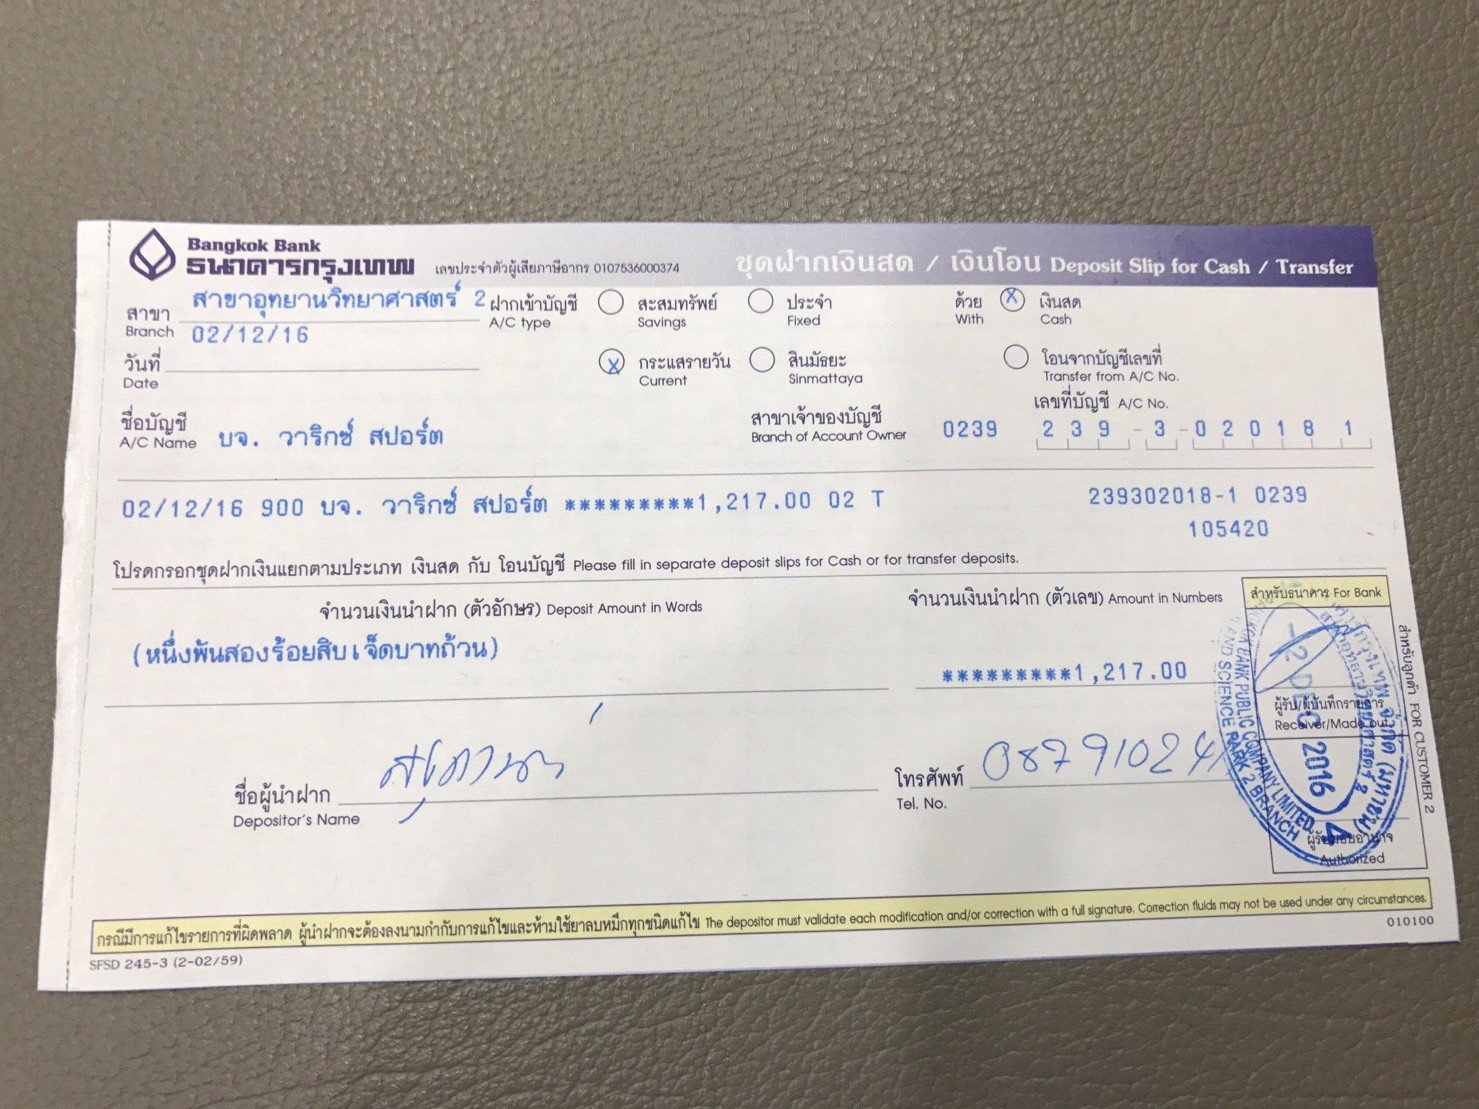 Bangkok Bank
ธนาคารกรุงเทพ เลขประจำตัวผู้เสียภาษีอากร 0107536000374 ชุดฝากเงินสด / เงินโอน Deposit Slip for Cash / Transfer
สาขา สาขาอุทยานวิทยาศาสตร์ 2 ฝากเข้าบัญชี สะสมทรัพย์ ประจำ ด้วย X เงินสด
Branch A/C type Savings Fixed With Cash
02/12/16
วันที่ X กระแสรายวัน สินมัธยะ โอนจากบัญชีเลขที่
Date Current Sinmattaya Transfer from A/C No.
ชื่อบัญชี บจ. วาริกซ์ สปอร์ต สาขาเจ้าของบัญชี 0239 เลขที่บัญชี A/C No.
A/C Name Branch of Account Owner 239-3-02018 1
02/12/16 900 บจ. วาริกซ์ สปอร์ต *********1,217.00 02 T 239302018-1 0239
105420
โปรดกรอกชุดฝากเงินแยกตามประเภท เงินสด กับ โอนบัญชี Please fill in separate deposit slips for Cash or for transfer deposits.
จำนวนเงินนำฝาก (ตัวอักษร) Deposit Amount in Words จำนวนเงินนำฝาก (ตัวเลข) Amount in Numbers สำหรับธนาคาร For Bank
(หนึ่งพันสองร้อยสิบเจ็ดบาทถ้วน) *********1,217.00
ผู้รับ/ผู้บันทึกรายการ
Receiver/Made out
-2 DEC 2016
4
BANK PUBLIC COMPANY LIMITED
SCIENCE PARK 2 BRANCH
ชื่อผู้นำฝาก โทรศัพท์ 08791024
Depositor's Name Tel. No.
ผู้รับมอบอำนาจ
Authorized
สำหรับลูกค้า FOR CUSTOMER 2
กรณีมีการแก้ไขรายการที่ผิดพลาด ผู้นำฝากจะต้องลงนามกำกับการแก้ไขและห้ามใช้ยาลบหมึกทุกชนิดแก้ไข The depositor must validate each modification and/or correction with a full signature. Correction fluids may not be used under any circumstances.
SFSD 245-3 (2-02/59) 010100